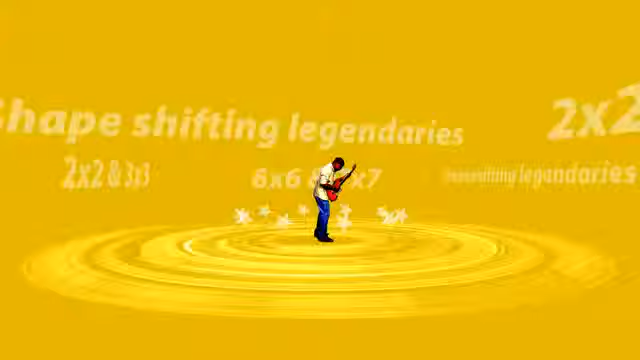 Shape shifting legendaries
2x2
2x2 & 3x3
6x6 x7
legendaries